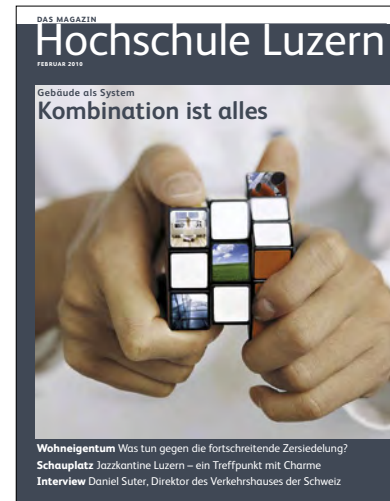 DAS MAGAZIN
Hochschule Luzern
FEBRUAR 2010
Gebäude als System
Kombination ist alles
Wohneigentum Was tun gegen die fortschreitende Zersiedelung?
Schauplatz Jazzkantine Luzern – ein Treffpunkt mit Charme
Interview Daniel Suter, Direktor des Verkehrshauses der Schweiz